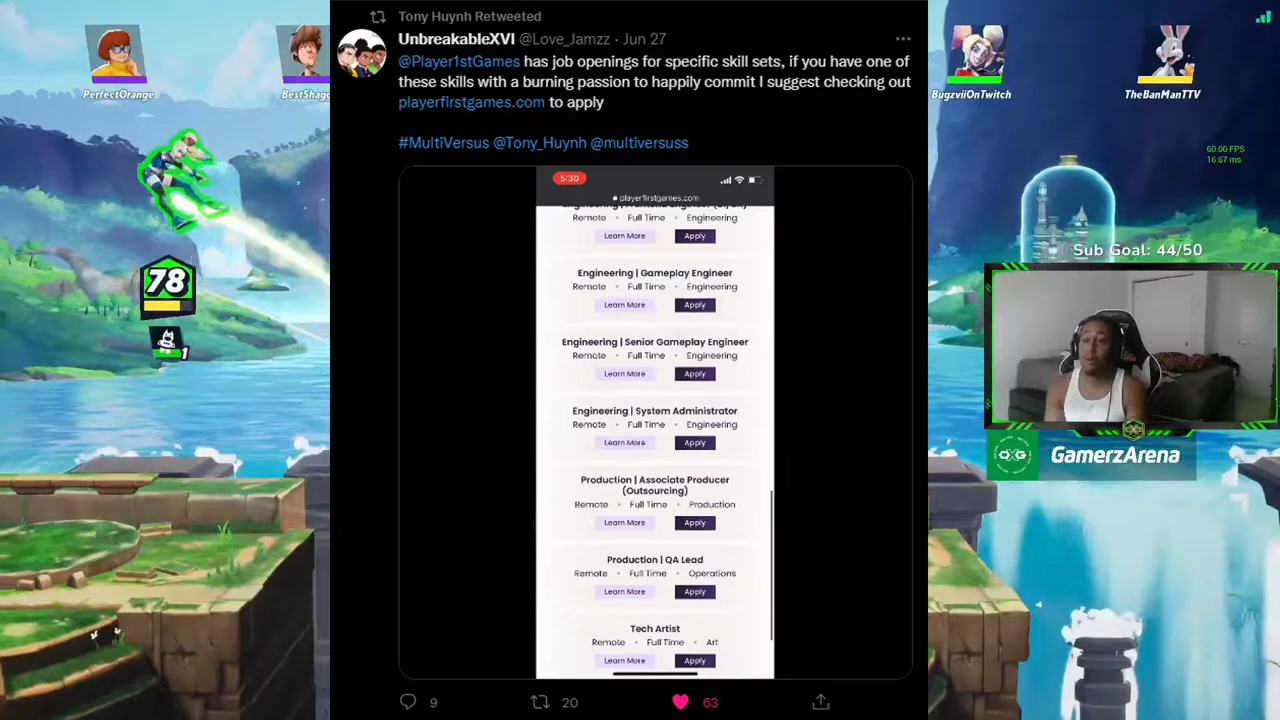 Tony Huynh Retweeted
UnbreakableXVI @Love_Jamzz · Jun 27
@Player1stGames has job openings for specific skill sets, if you have one of
these skills with a burning passion to happily commit I suggest checking out
playerfirstgames.com to apply
#MultiVersus @Tony_Huynh @multiversuss
5:30
playerfirstgames.com
Remote • Full Time • Engineering
Learn More Apply
Engineering | Gameplay Engineer
Remote • Full Time • Engineering
Learn More Apply
Engineering | Senior Gameplay Engineer
Remote • Full Time • Engineering
Learn More Apply
Engineering | System Administrator
Remote • Full Time • Engineering
Learn More Apply
Production | Associate Producer
(Outsourcing)
Remote • Full Time • Production
Learn More Apply
Production | QA Lead
Remote • Full Time • Operations
Learn More Apply
Tech Artist
Remote • Full Time • Art
Learn More Apply
9 20 63
PerfectOrange
BestShagg
78
1
BugzviiOnTwitch
TheBanManTTV
60.00 FPS
16.67 ms
Sub Goal: 44/50
GamerzArena